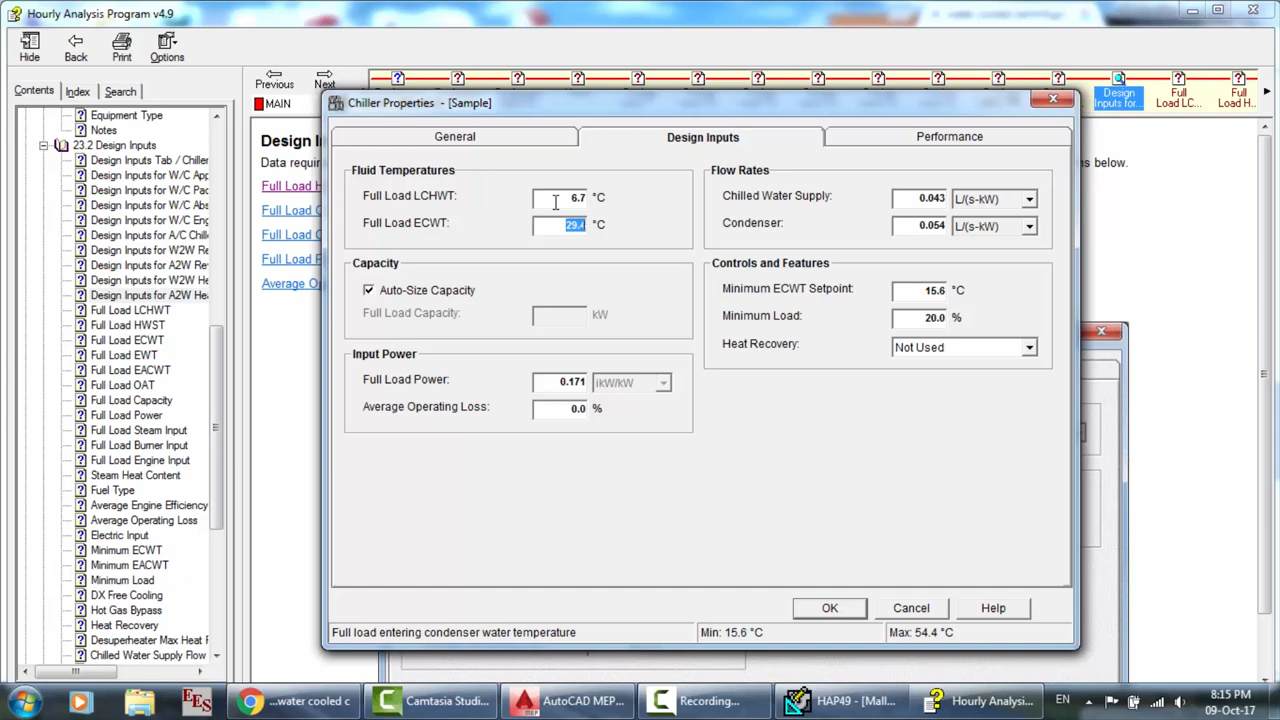 Hourly Analysis Program v4.9
Hide
Back
Print
Options
Contents
Index
Search
Previous
Next
MAIN
Design Inputs for...
Full Load LC...
Full Load H...
Equipment Type
Notes
23.2 Design Inputs
Design Inputs Tab / Chiller
Design Inputs for W/C App
Design Inputs for W/C Pac
Design Inputs for W/C Abs
Design Inputs for W/C Eng
Design Inputs for A/C Chille
Design Inputs for W2W Re
Design Inputs for A2W Rev
Design Inputs for W2W He
Design Inputs for A2W Hea
Full Load LCHWT
Full Load HWST
Full Load ECWT
Full Load EWT
Full Load EACWT
Full Load OAT
Full Load Capacity
Full Load Power
Full Load Steam Input
Full Load Burner Input
Full Load Engine Input
Steam Heat Content
Fuel Type
Average Engine Efficiency
Average Operating Loss
Electric Input
Minimum ECWT
Minimum EACWT
Minimum Load
DX Free Cooling
Hot Gas Bypass
Heat Recovery
Desuperheater Max Heat F
Chilled Water Supply Flow
Design I
Data requir
ns below.
Full Load H
Full Load O
Full Load C
Full Load P
Average Op
Chiller Properties - [Sample]
General
Design Inputs
Performance
Fluid Temperatures
Full Load LCHWT: 6.7 °C
Full Load ECWT: 29.4 °C
Capacity
Auto-Size Capacity
Full Load Capacity: kW
Input Power
Full Load Power: 0.171 ikW/kW
Average Operating Loss: 0.0 %
Flow Rates
Chilled Water Supply: 0.043 L/(s-kW)
Condenser: 0.054 L/(s-kW)
Controls and Features
Minimum ECWT Setpoint: 15.6 °C
Minimum Load: 20.0 %
Heat Recovery: Not Used
OK
Cancel
Help
Full load entering condenser water temperature
Min: 15.6 °C
Max: 54.4 °C
EES
...water cooled c
Camtasia Studi...
AutoCAD MEP...
Recording...
HAP49 - [Mall...
Hourly Analysi...
EN
8:15 PM
09-Oct-17